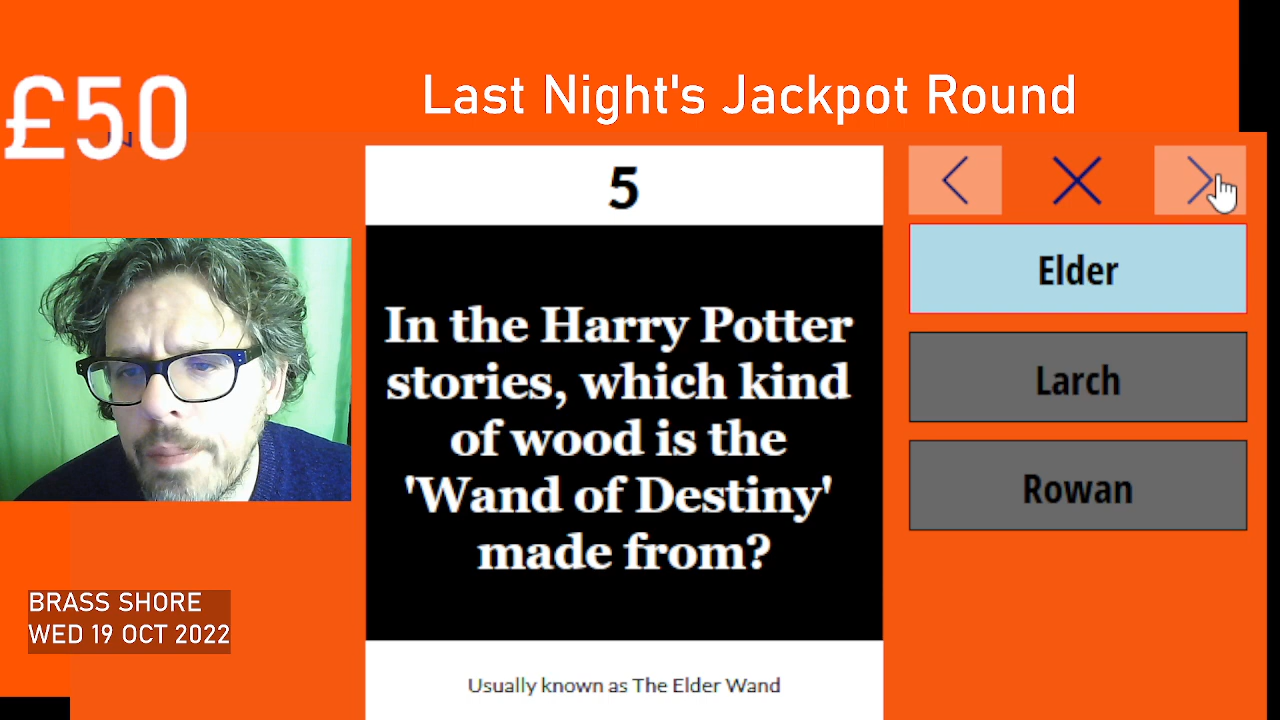 £50
Last Night's Jackpot Round
5
In the Harry Potter
stories, which kind
of wood is the
'Wand of Destiny'
made from?
Usually known as The Elder Wand
Elder
Larch
Rowan
BRASS SHORE
WED 19 OCT 2022